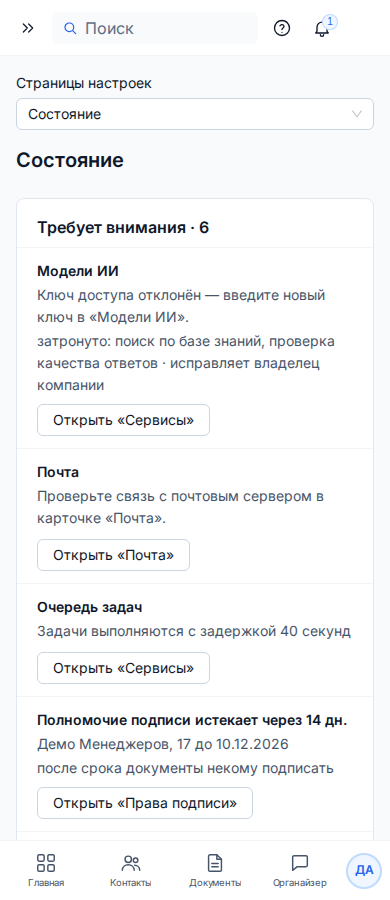 Поиск
1
Страницы настроек
Состояние
Состояние
Требует внимания · 6
Модели ИИ
Ключ доступа отклонён — введите новый
ключ в «Модели ИИ».
затронуто: поиск по базе знаний, проверка
качества ответов · исправляет владелец
компании
Открыть «Сервисы»
Почта
Проверьте связь с почтовым сервером в
карточке «Почта».
Открыть «Почта»
Очередь задач
Задачи выполняются с задержкой 40 секунд
Открыть «Сервисы»
Полномочие подписи истекает через 14 дн.
Демо Менеджеров, 17 до 10.12.2026
после срока документы некому подписать
Открыть «Права подписи»
Главная
Контакты
Документы
Органайзер
ДА